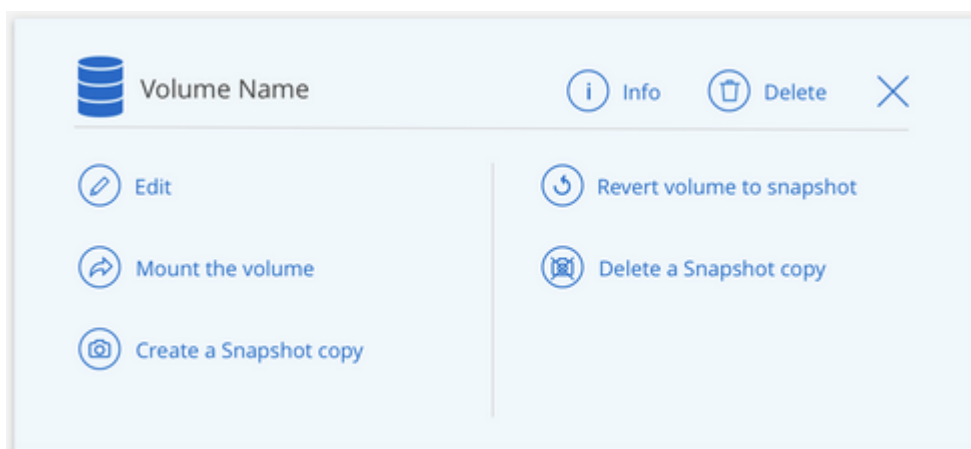 Volume Name
Info
Delete
Edit
Mount the volume
Create a Snapshot copy
Revert volume to snapshot
Delete a Snapshot copy